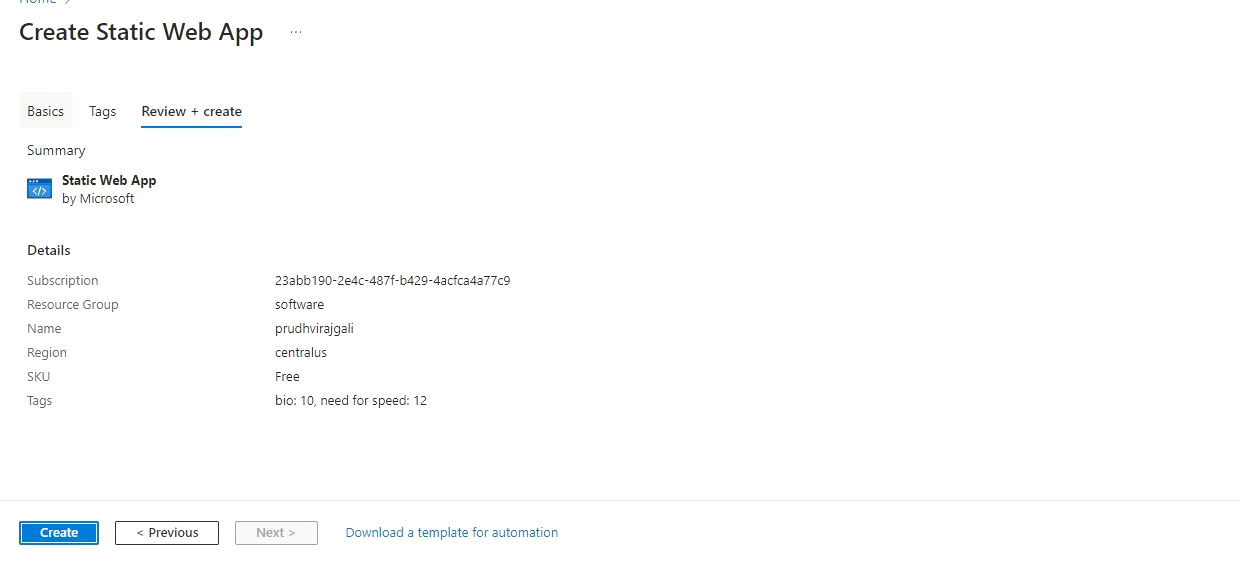 Home >
Create Static Web App ...
Basics Tags Review + create
Summary
</>
Static Web App
by Microsoft
Details
Subscription 23abb190-2e4c-487f-b429-4acfca4a77c9
Resource Group software
Name prudhvirajgali
Region centralus
SKU Free
Tags bio: 10, need for speed: 12
Create < Previous Next > Download a template for automation